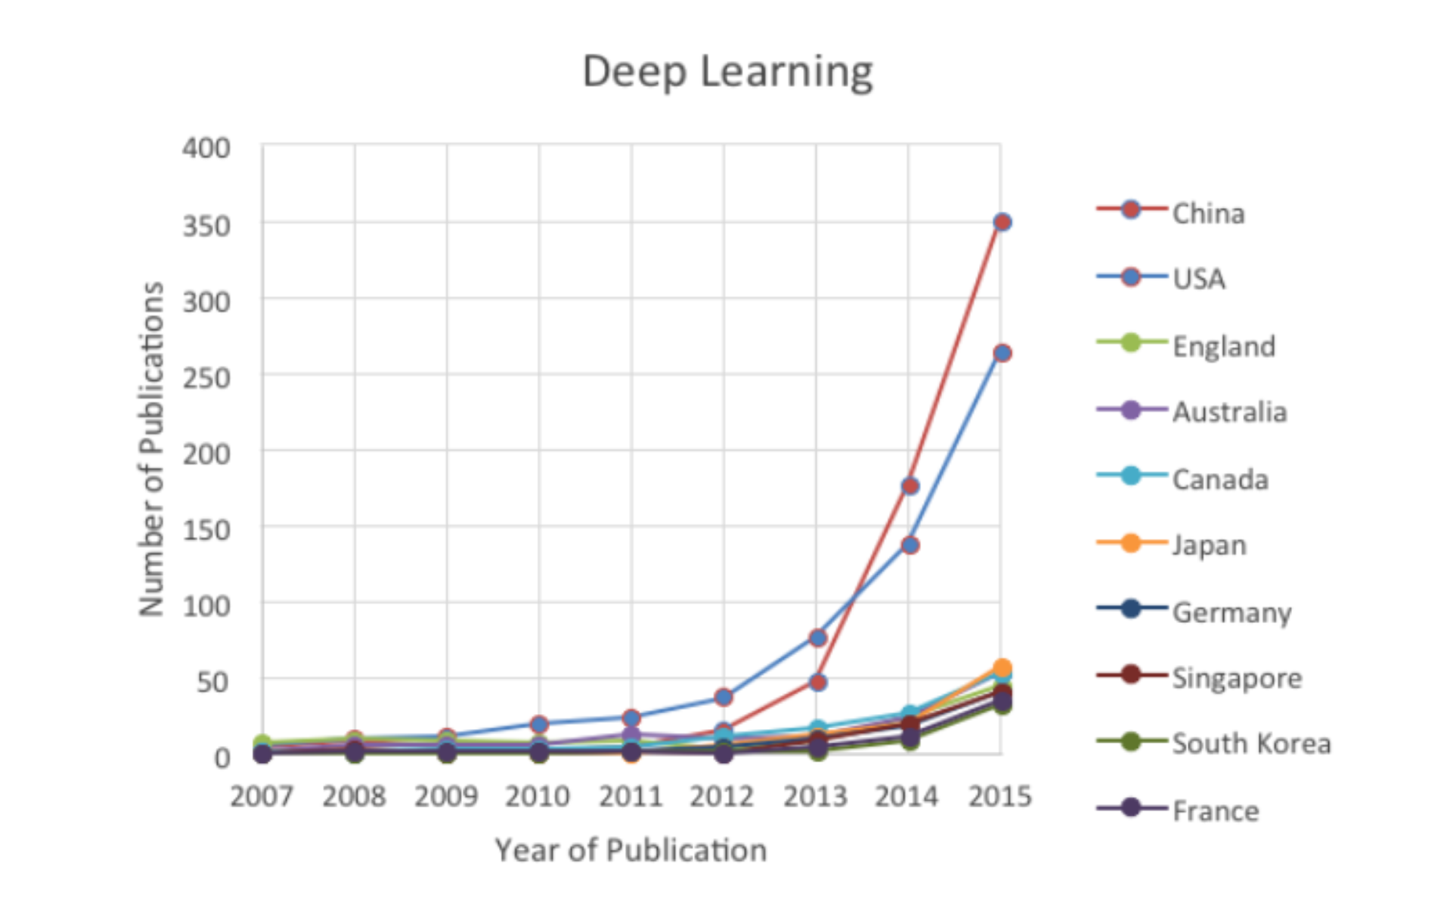 Deep Learning
400
350
300
250
200
150
100
50
0
Number of Publications
2007 2008 2009 2010 2011 2012 2013 2014 2015
Year of Publication
China
USA
England
Australia
Canada
Japan
Germany
Singapore
South Korea
France